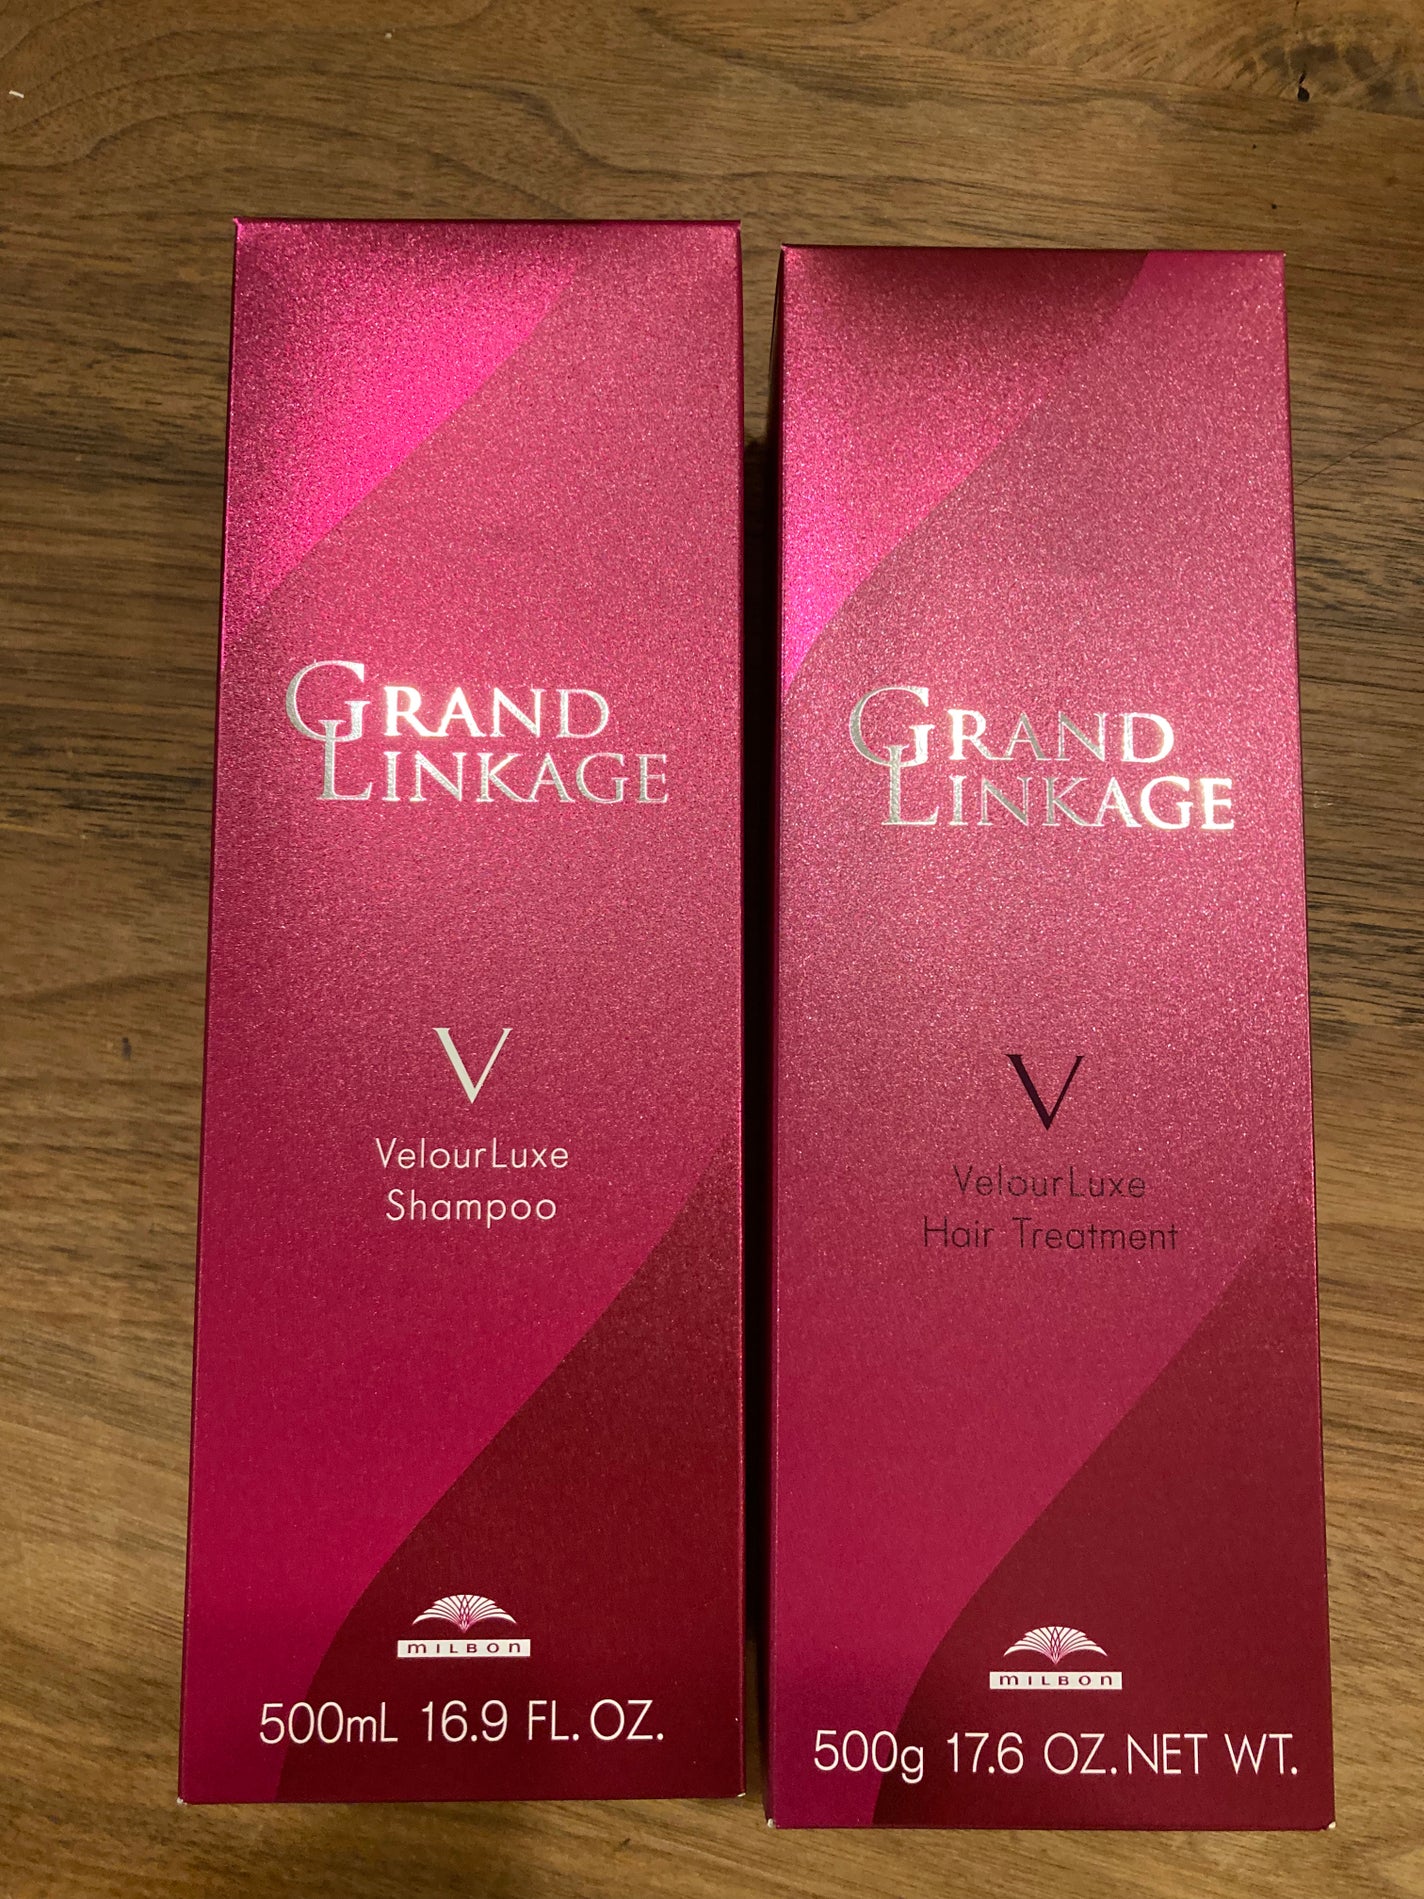 GRAND
LINKAGE
V
VelourLuxe
Shampoo
MILBON
500mL 16.9 FL. OZ.
GRAND
LINKAGE
V
VelourLuxe
Hair Treatment
MILBON
500g 17.6 OZ. NET WT.